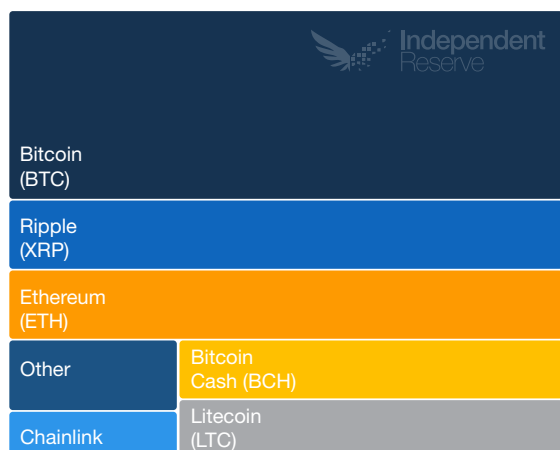 Independent
Reserve
Bitcoin
(BTC)
Ripple
(XRP)
Ethereum
(ETH)
Other
Bitcoin
Cash (BCH)
Chainlink
Litecoin
(LTC)